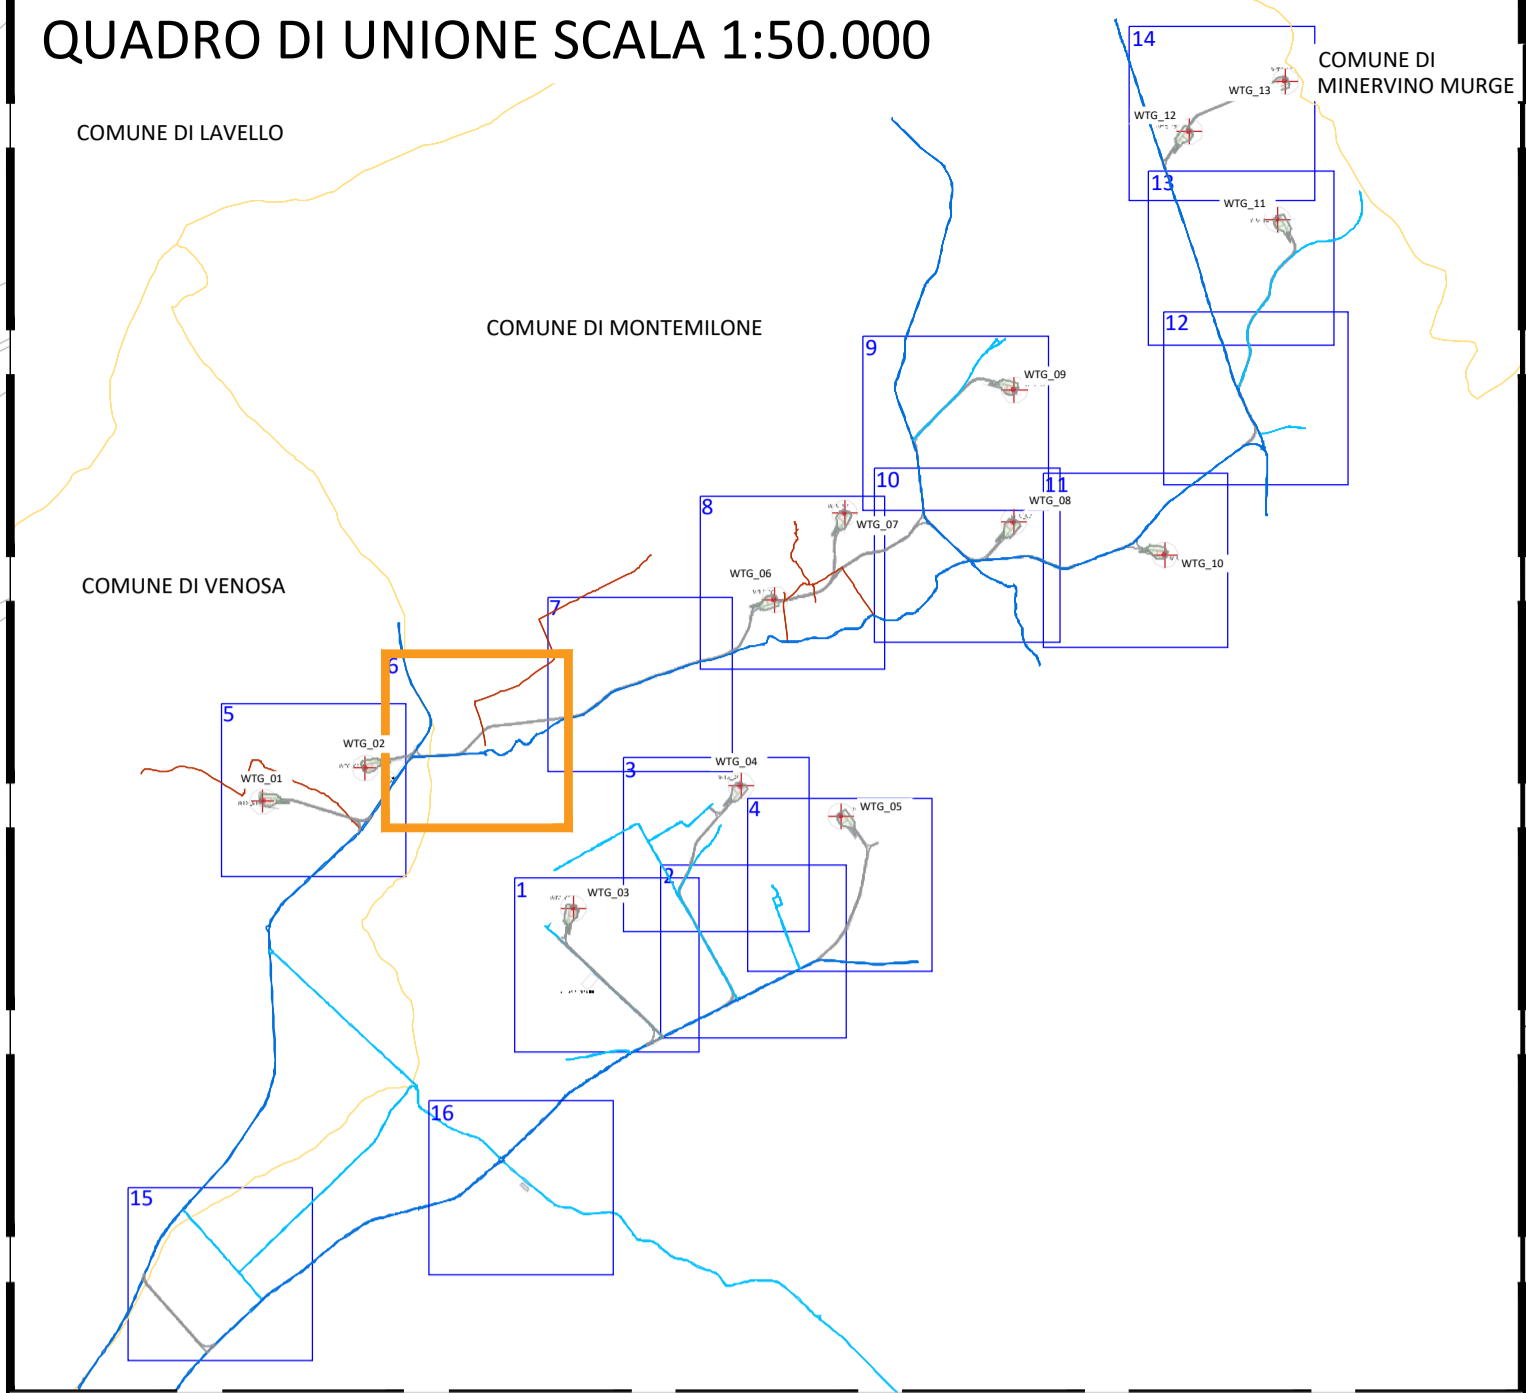 QUADRO DI UNIONE SCALA 1:50.000
14
COMUNE DI
MINERVINO MURGE
WTG_13
WTG_12
COMUNE DI LAVELLO
13
WTG_11
COMUNE DI MONTEMILONE
12
9
WTG_09
10
11
WTG_08
8
WTG_07
WTG_10
WTG_06
COMUNE DI VENOSA
7
6
5
WTG_02
WTG_01
3
WTG_04
4
WTG_05
2
1
WTG_03
16
15